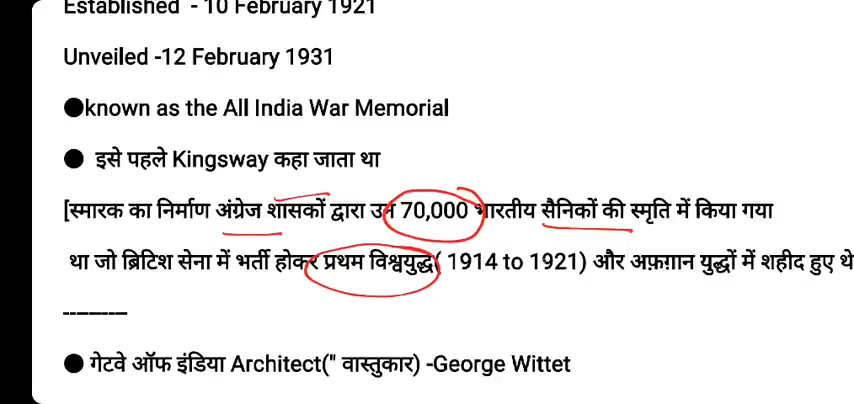 Established - 10 February 1921
Unveiled -12 February 1931
●known as the All India War Memorial
● इसे पहले Kingsway कहा जाता था
[स्मारक का निर्माण अंग्रेज शासकों द्वारा उन 70,000 भारतीय सैनिकों की स्मृति में किया गया
था जो ब्रिटिश सेना में भर्ती होकर प्रथम विश्वयुद्ध( 1914 to 1921) और अफ़ग़ान युद्धों में शहीद हुए थे
---------
● गेटवे ऑफ इंडिया Architect(" वास्तुकार) -George Wittet